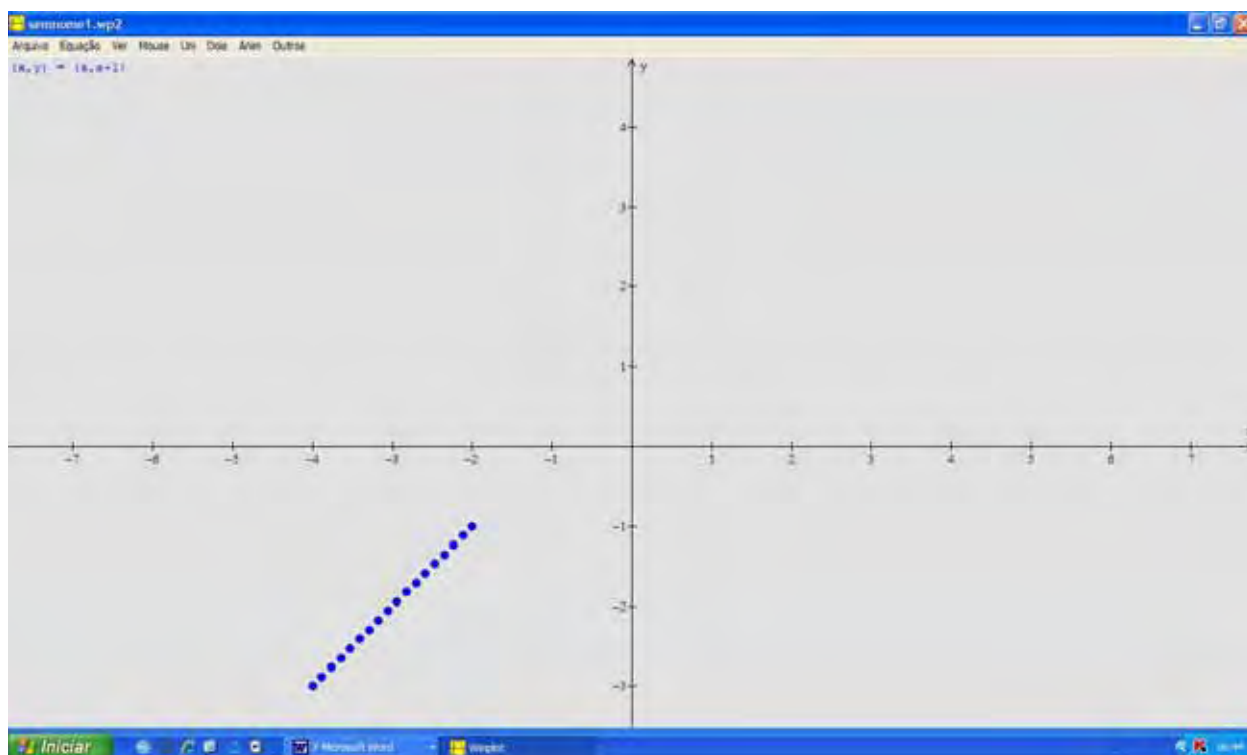 semnome1.wp2
Arquivo Equação Ver Mouse Um Dois Anim Outros
(x,y) = (a,a+1)
y
4
3
2
1
-7 -6 -5 -4 -3 -2 -1 1 2 3 4 5 6 7
-1
-2
-3
Iniciar Microsoft Word Winplot